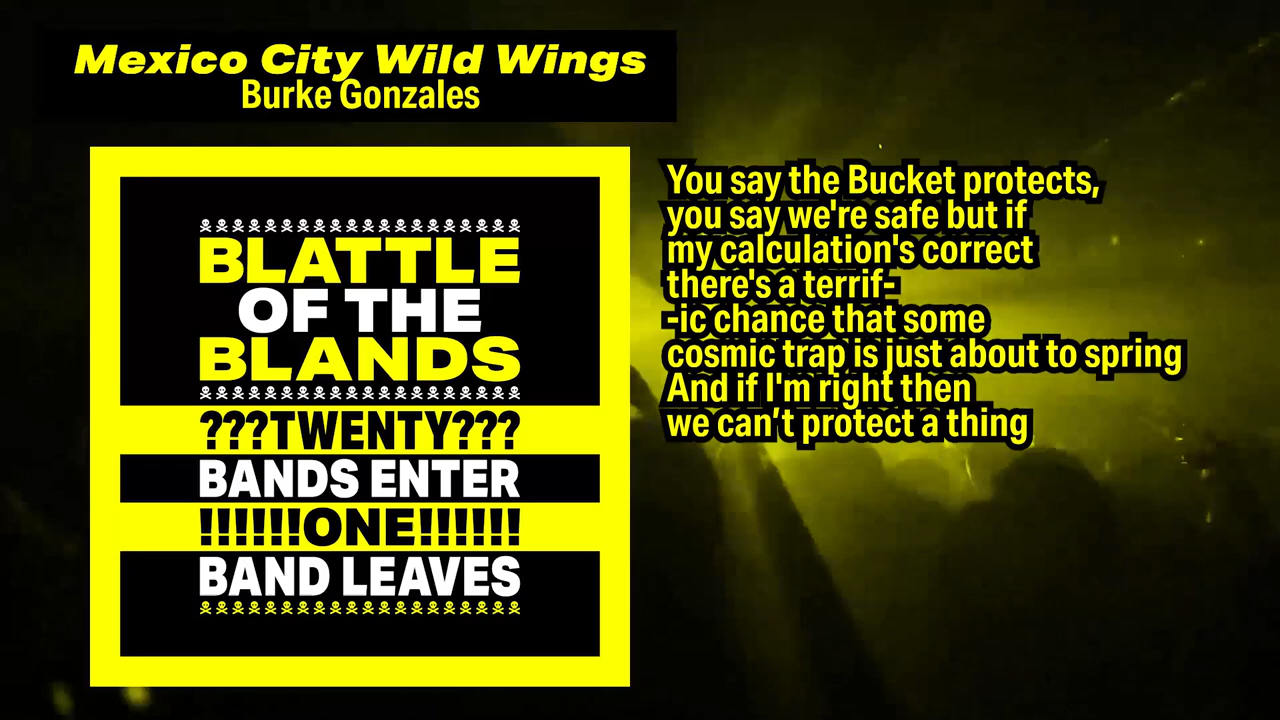 Mexico City Wild Wings
Burke Gonzales
BLATTLE
OF THE
BLANDS
???TWENTY???
BANDS ENTER
!!!!!!ONE!!!!!!
BAND LEAVES
You say the Bucket protects,
you say we're safe but if
my calculation's correct
there's a terrif-
-ic chance that some
cosmic trap is just about to spring
And if I'm right then
we can’t protect a thing